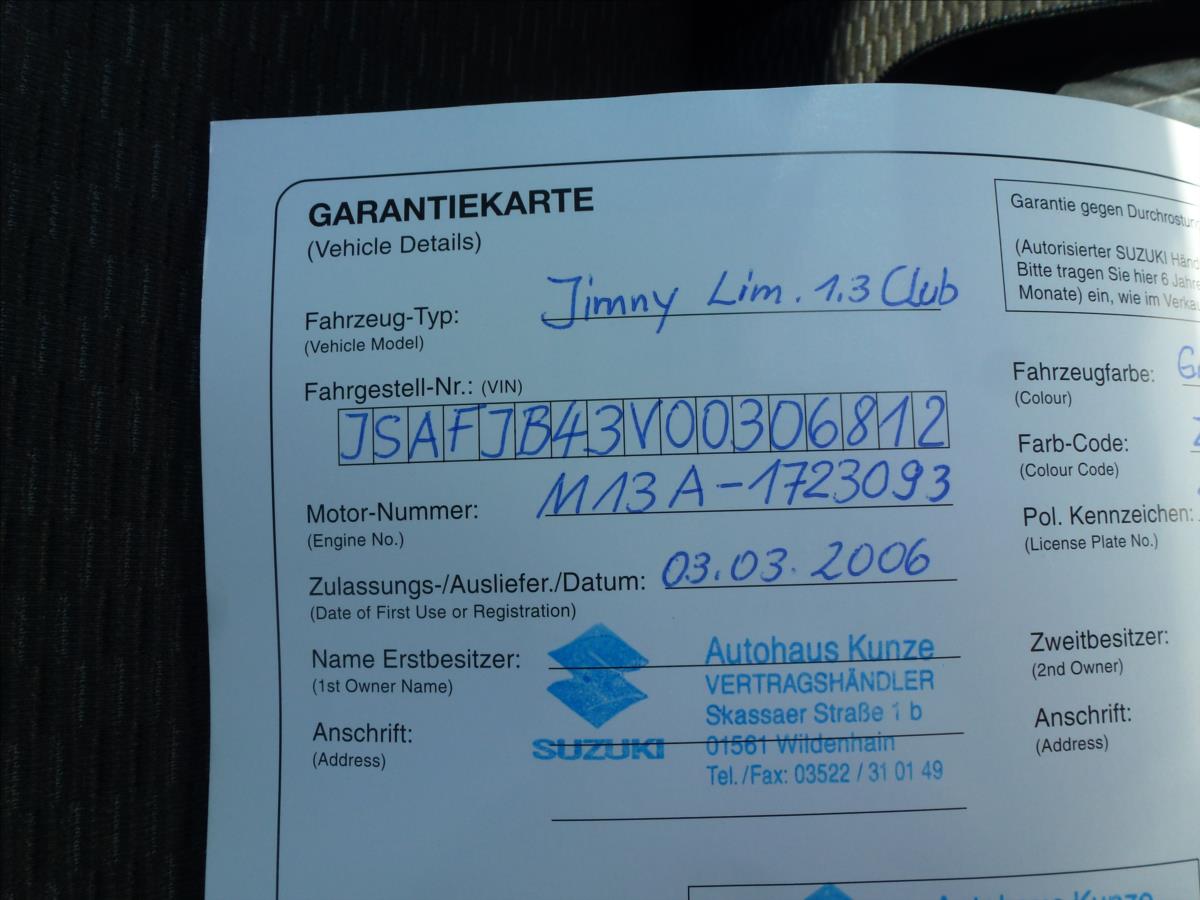 GARANTIEKARTE
(Vehicle Details)
Fahrzeug-Typ: Jimny Lim. 1.3 Club
(Vehicle Model)
Fahrgestell-Nr.: (VIN)
JSAFJB43V00306812
Motor-Nummer: M13A-1723093
(Engine No.)
Zulassungs-/Ausliefer./Datum: 03.03.2006
(Date of First Use or Registration)
Name Erstbesitzer:
(1st Owner Name)
Anschrift:
(Address)
SUZUKI
Autohaus Kunze
VERTRAGSHÄNDLER
Skassaer Straße 1 b
01561 Wildenhain
Tel./Fax: 03522 / 31 01 49
Garantie gegen
(Autorisierter SUZUKI
Bitte tragen Sie hier 6
Monate) ein, wie im
Fahrzeugfarbe:
(Colour)
Farb-Code:
(Colour Code)
Pol. Kennzeichen:
(License Plate No.)
Zweitbesitzer:
(2nd Owner)
Anschrift:
(Address)
Autohaus Kunze